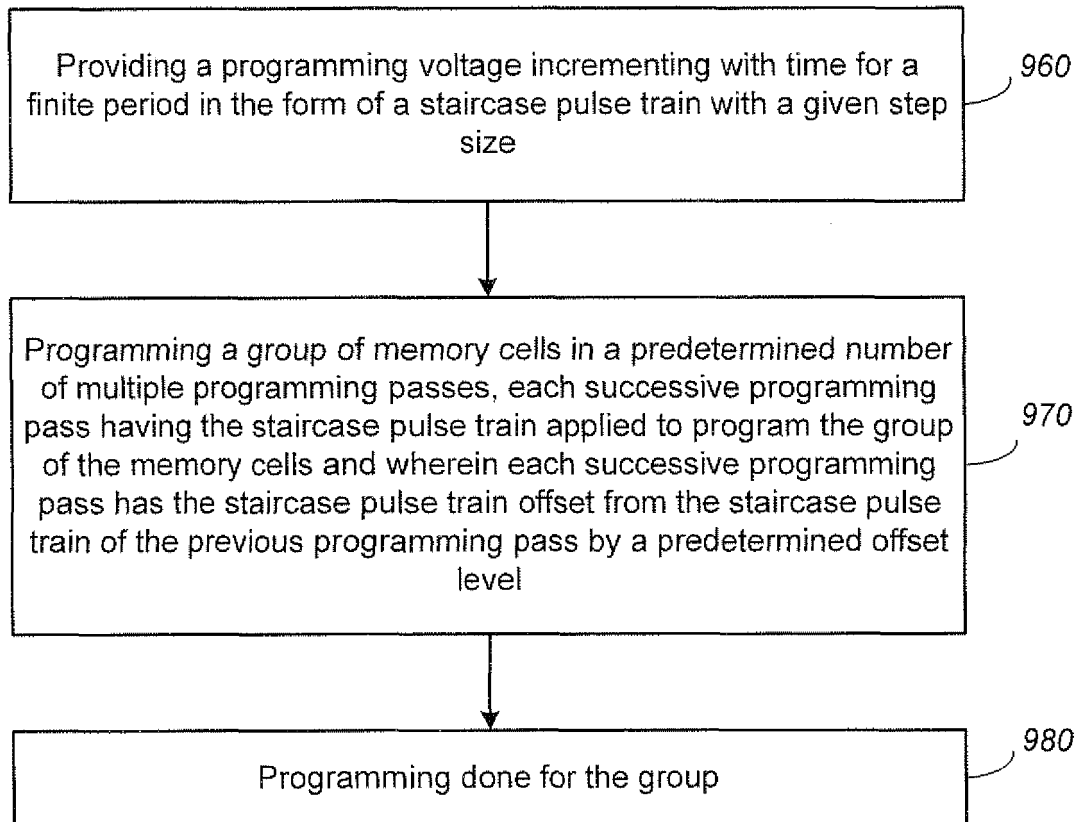 Providing a programming voltage incrementing with time for a
finite period in the form of a staircase pulse train with a given step
size
960
Programming a group of memory cells in a predetermined number
of multiple programming passes, each successive programming
pass having the staircase pulse train applied to program the group
of the memory cells and wherein each successive programming
pass has the staircase pulse train offset from the staircase pulse
train of the previous programming pass by a predetermined offset
level
970
Programming done for the group
980